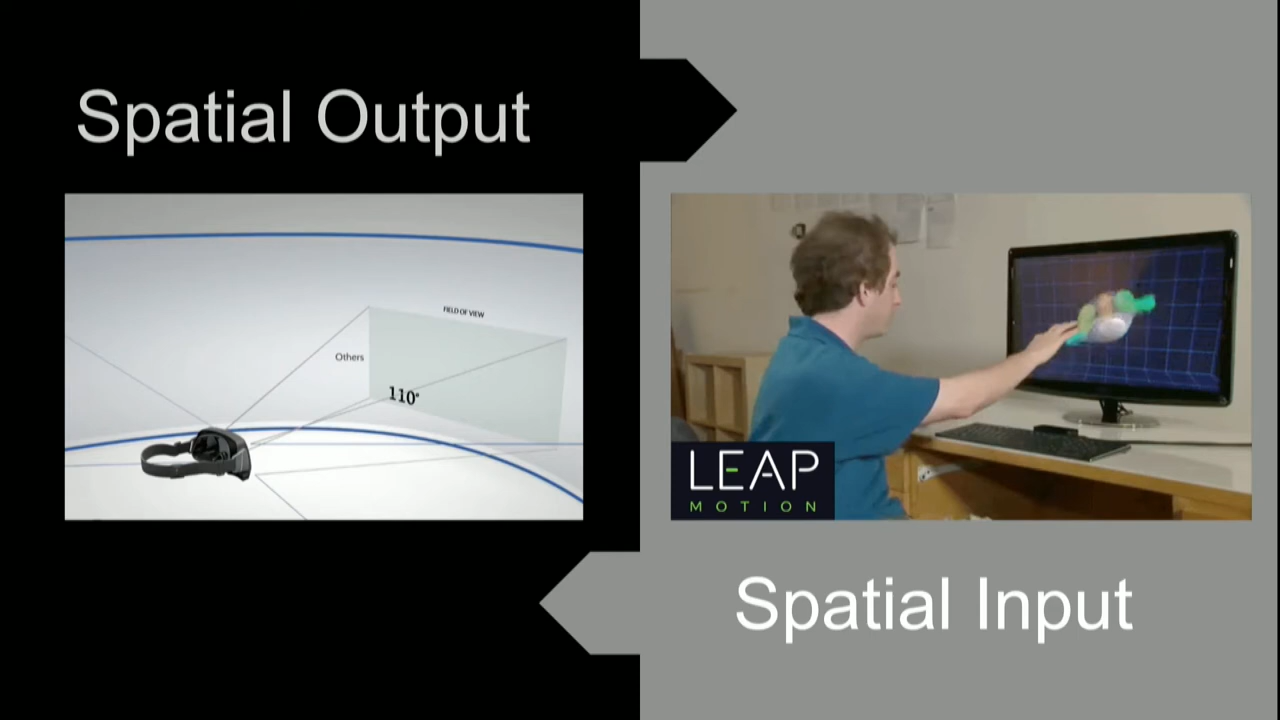 Spatial Output
FIELD OF VIEW
Others
110°
LEAP
MOTION
Spatial Input